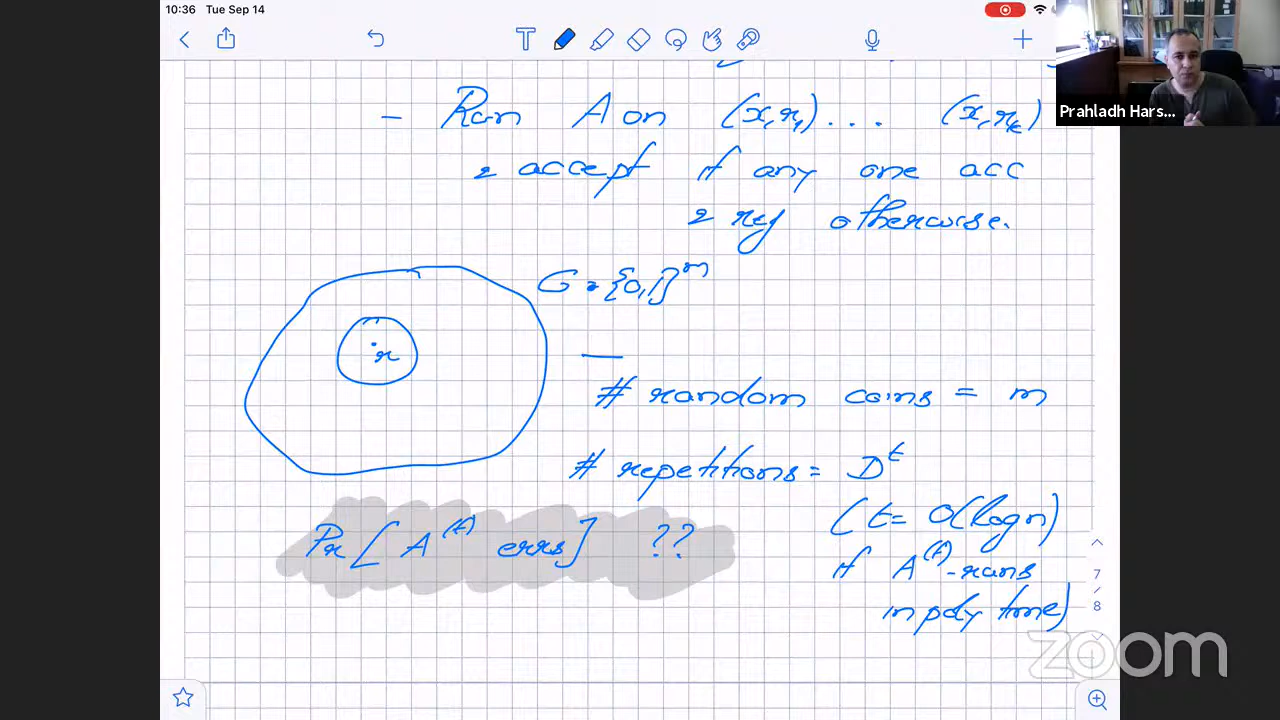 10:36 Tue Sep 14
- Run A on (x, r₁) . . . (x, rₖ)
& accept if any one acc
& rej otherwise.
G = {0,1}^m
r
# random coins = m
# repetitions = D^t
(t = O(log n)
Pr[A^(t) errs] ??
if A^(t) - runs
in poly time)
7
/
8
Prahladh Hars...
zoom